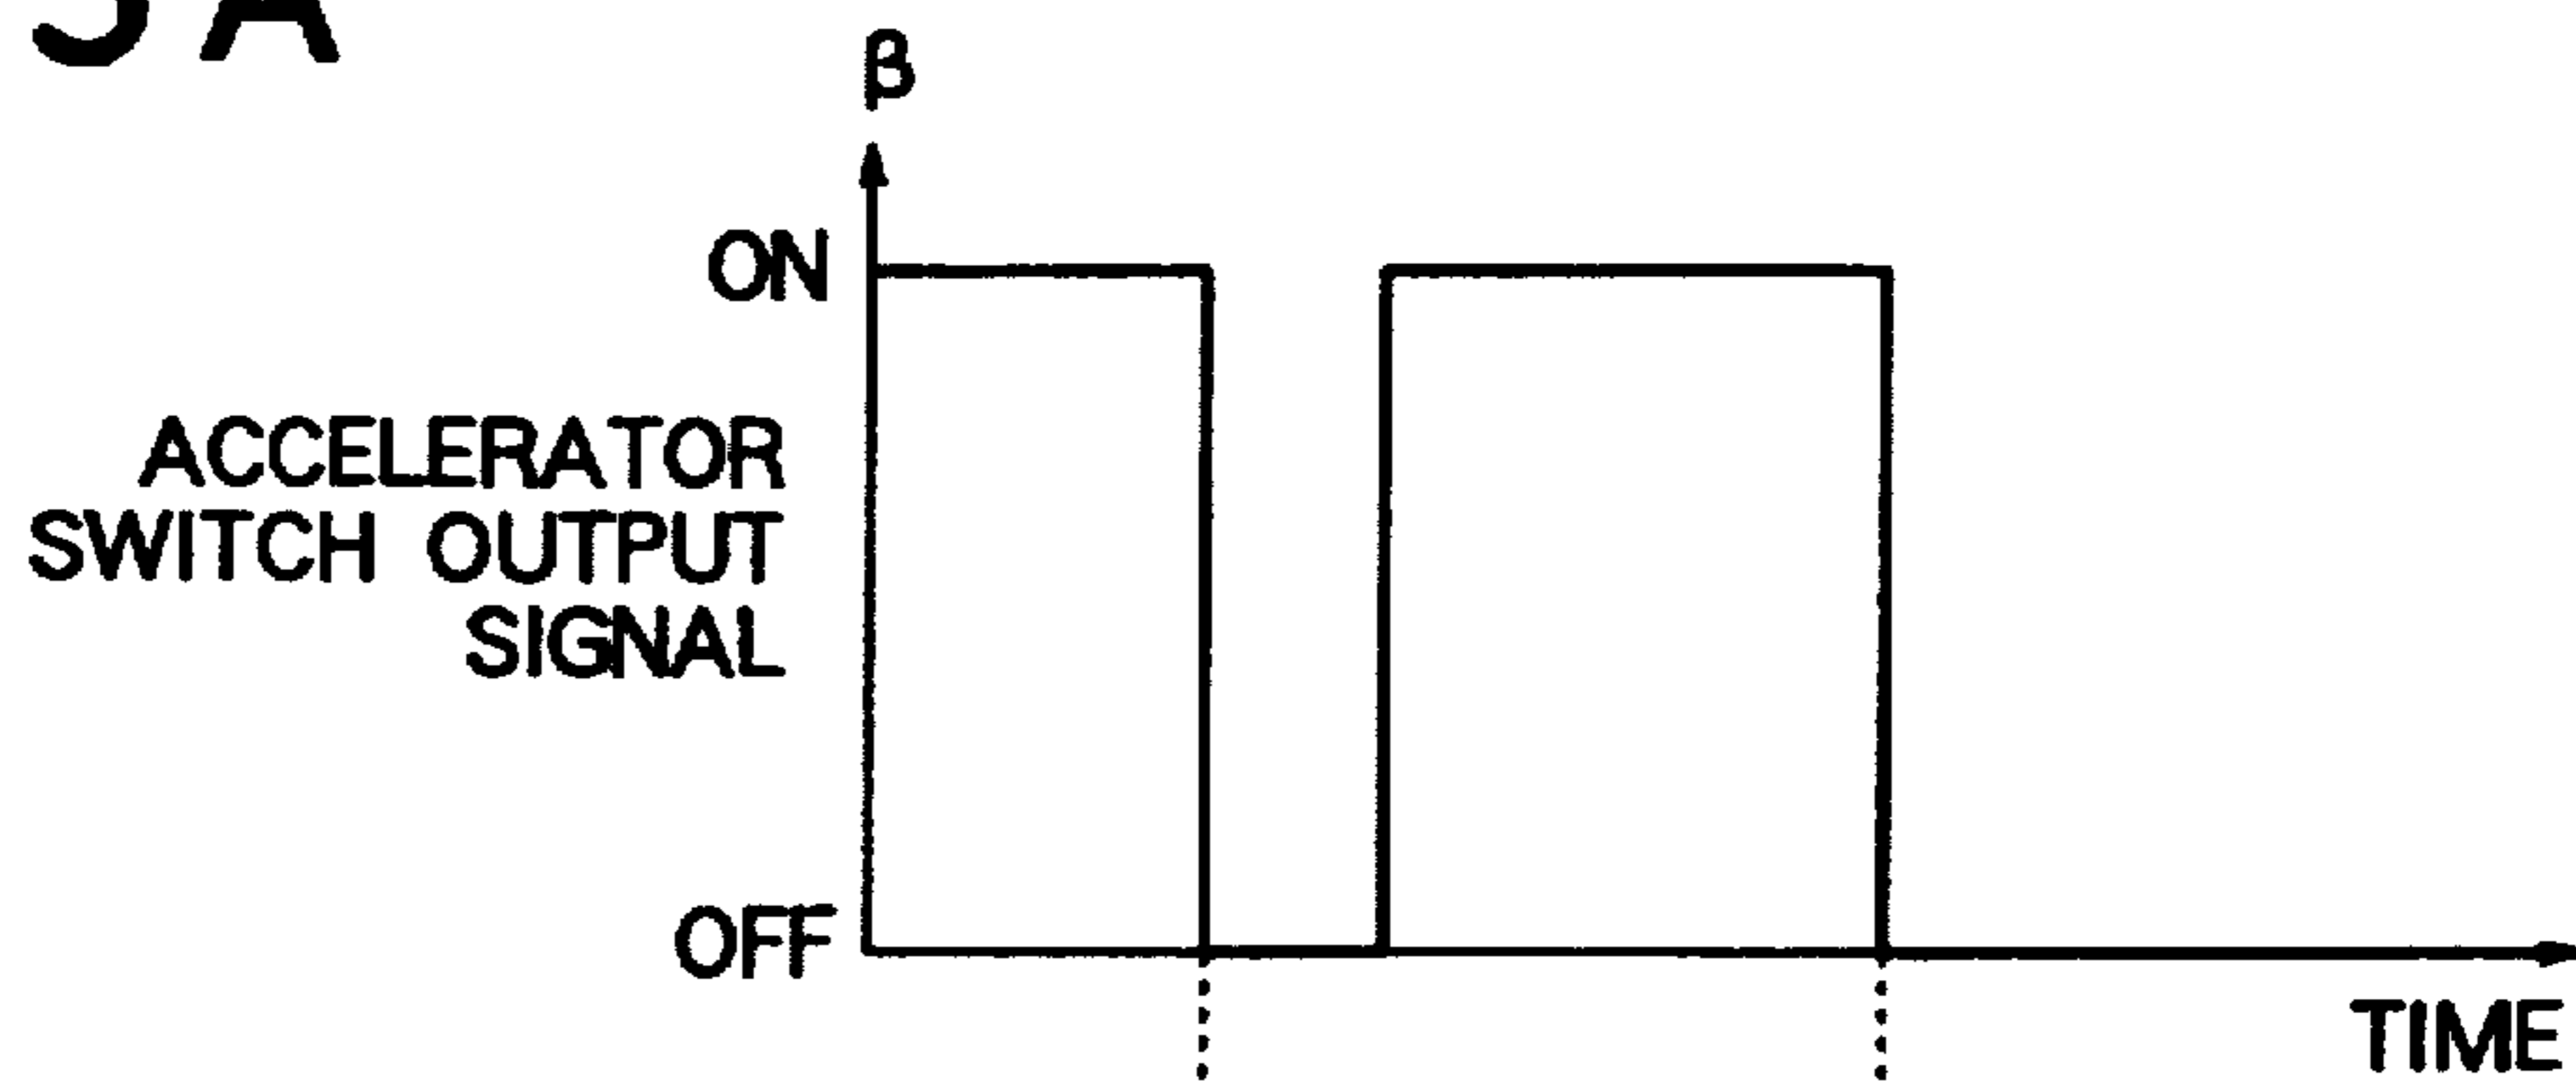 β
ON
ACCELERATOR
SWITCH OUTPUT
SIGNAL
OFF
TIME